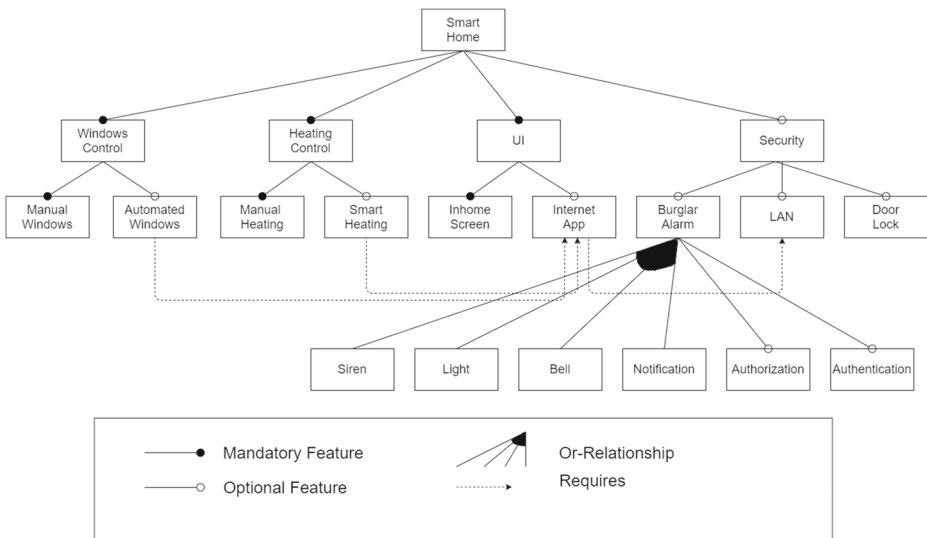 Smart
Home
Windows
Control
Heating
Control
UI
Security
Manual
Windows
Automated
Windows
Manual
Heating
Smart
Heating
Inhome
Screen
Internet
App
Burglar
Alarm
LAN
Door
Lock
Siren
Light
Bell
Notification
Authorization
Authentication
Mandatory Feature
Or-Relationship
Optional Feature
Requires